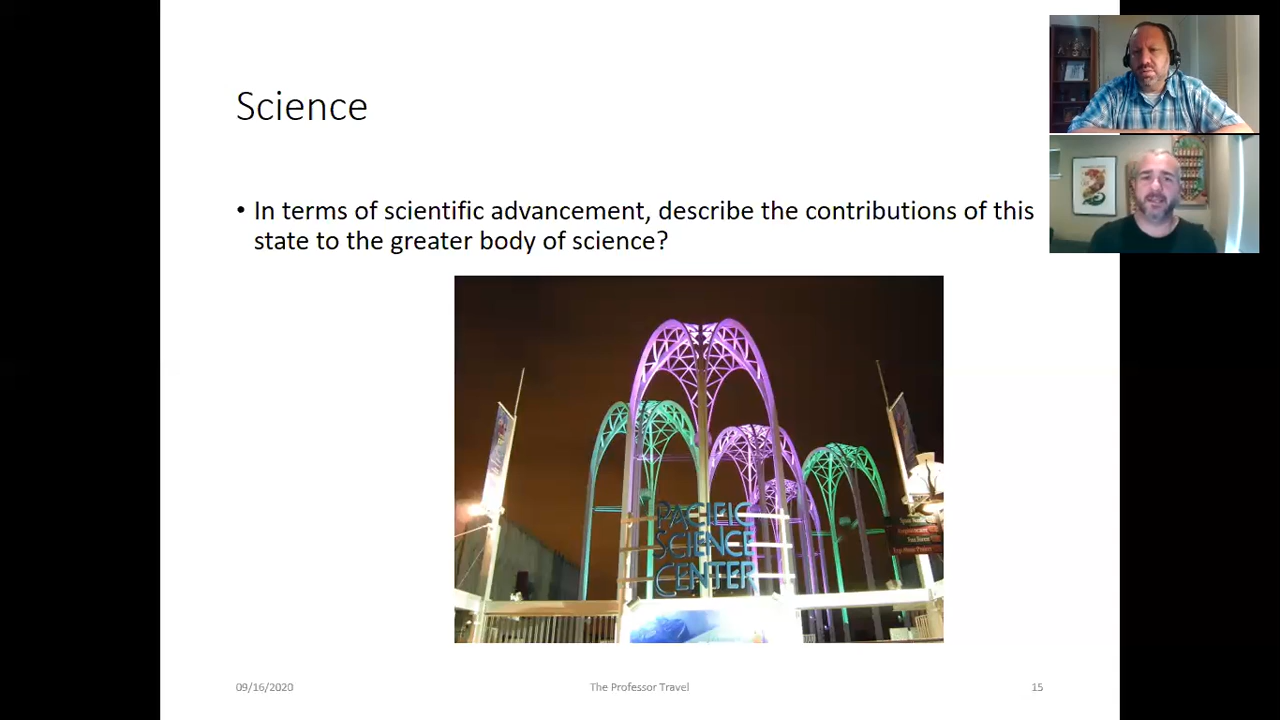 Science
• In terms of scientific advancement, describe the contributions of this
state to the greater body of science?
PACIFIC
SCIENCE
CENTER
09/16/2020
The Professor Travel
15